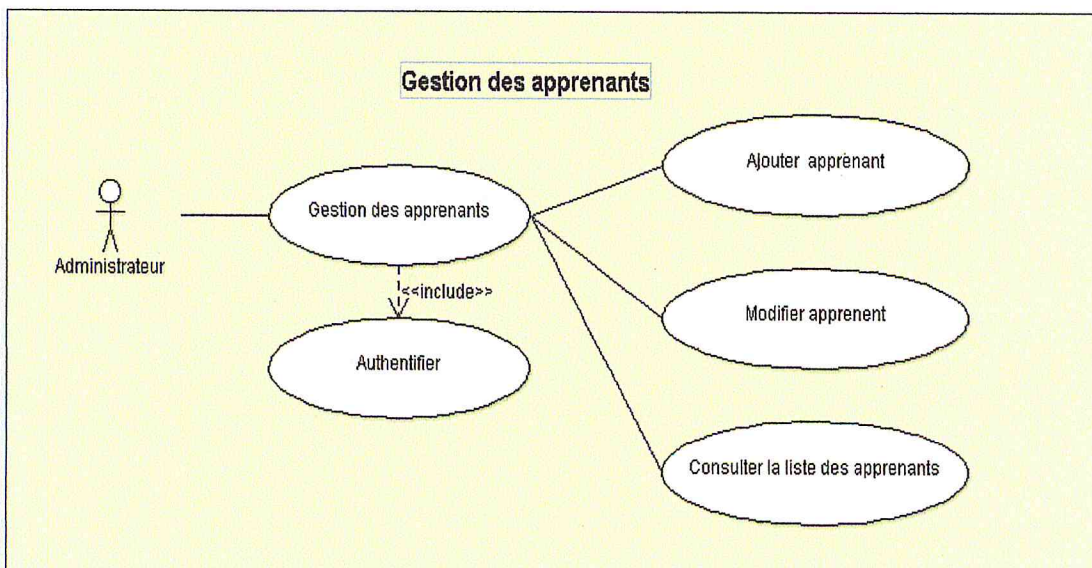 Gestion des apprenants
Ajouter apprenant
Gestion des apprenants
Administrateur
<<include>>
Modifier apprenent
Authentifier
Consulter la liste des apprenants